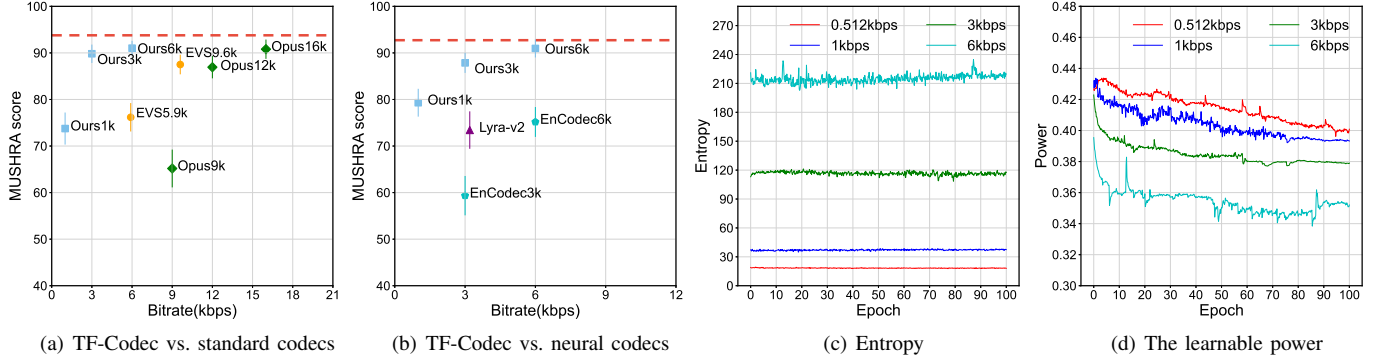 MUSHRA score
100
90
80
70
60
50
40
0
3
6
9
12
15
18
21
Bitrate(kbps)
Ours1k
Ours3k
Ours6k
EVS5.9k
EVS9.6k
Opus9k
Opus12k
Opus16k
(a) TF-Codec vs. standard codecs
MUSHRA score
100
90
80
70
60
50
40
0
3
6
9
12
Bitrate(kbps)
Ours1k
Ours3k
Ours6k
Lyra-v2
EnCodec6k
EnCodec3k
(b) TF-Codec vs. neural codecs
Entropy
270
240
210
180
150
120
90
60
30
0
0 10 20 30 40 50 60 70 80 90 100
Epoch
0.512kbps
1kbps
3kbps
6kbps
(c) Entropy
Power
0.48
0.46
0.44
0.42
0.40
0.38
0.36
0.34
0.32
0.30
0 10 20 30 40 50 60 70 80 90 100
Epoch
0.512kbps
1kbps
3kbps
6kbps
(d) The learnable power